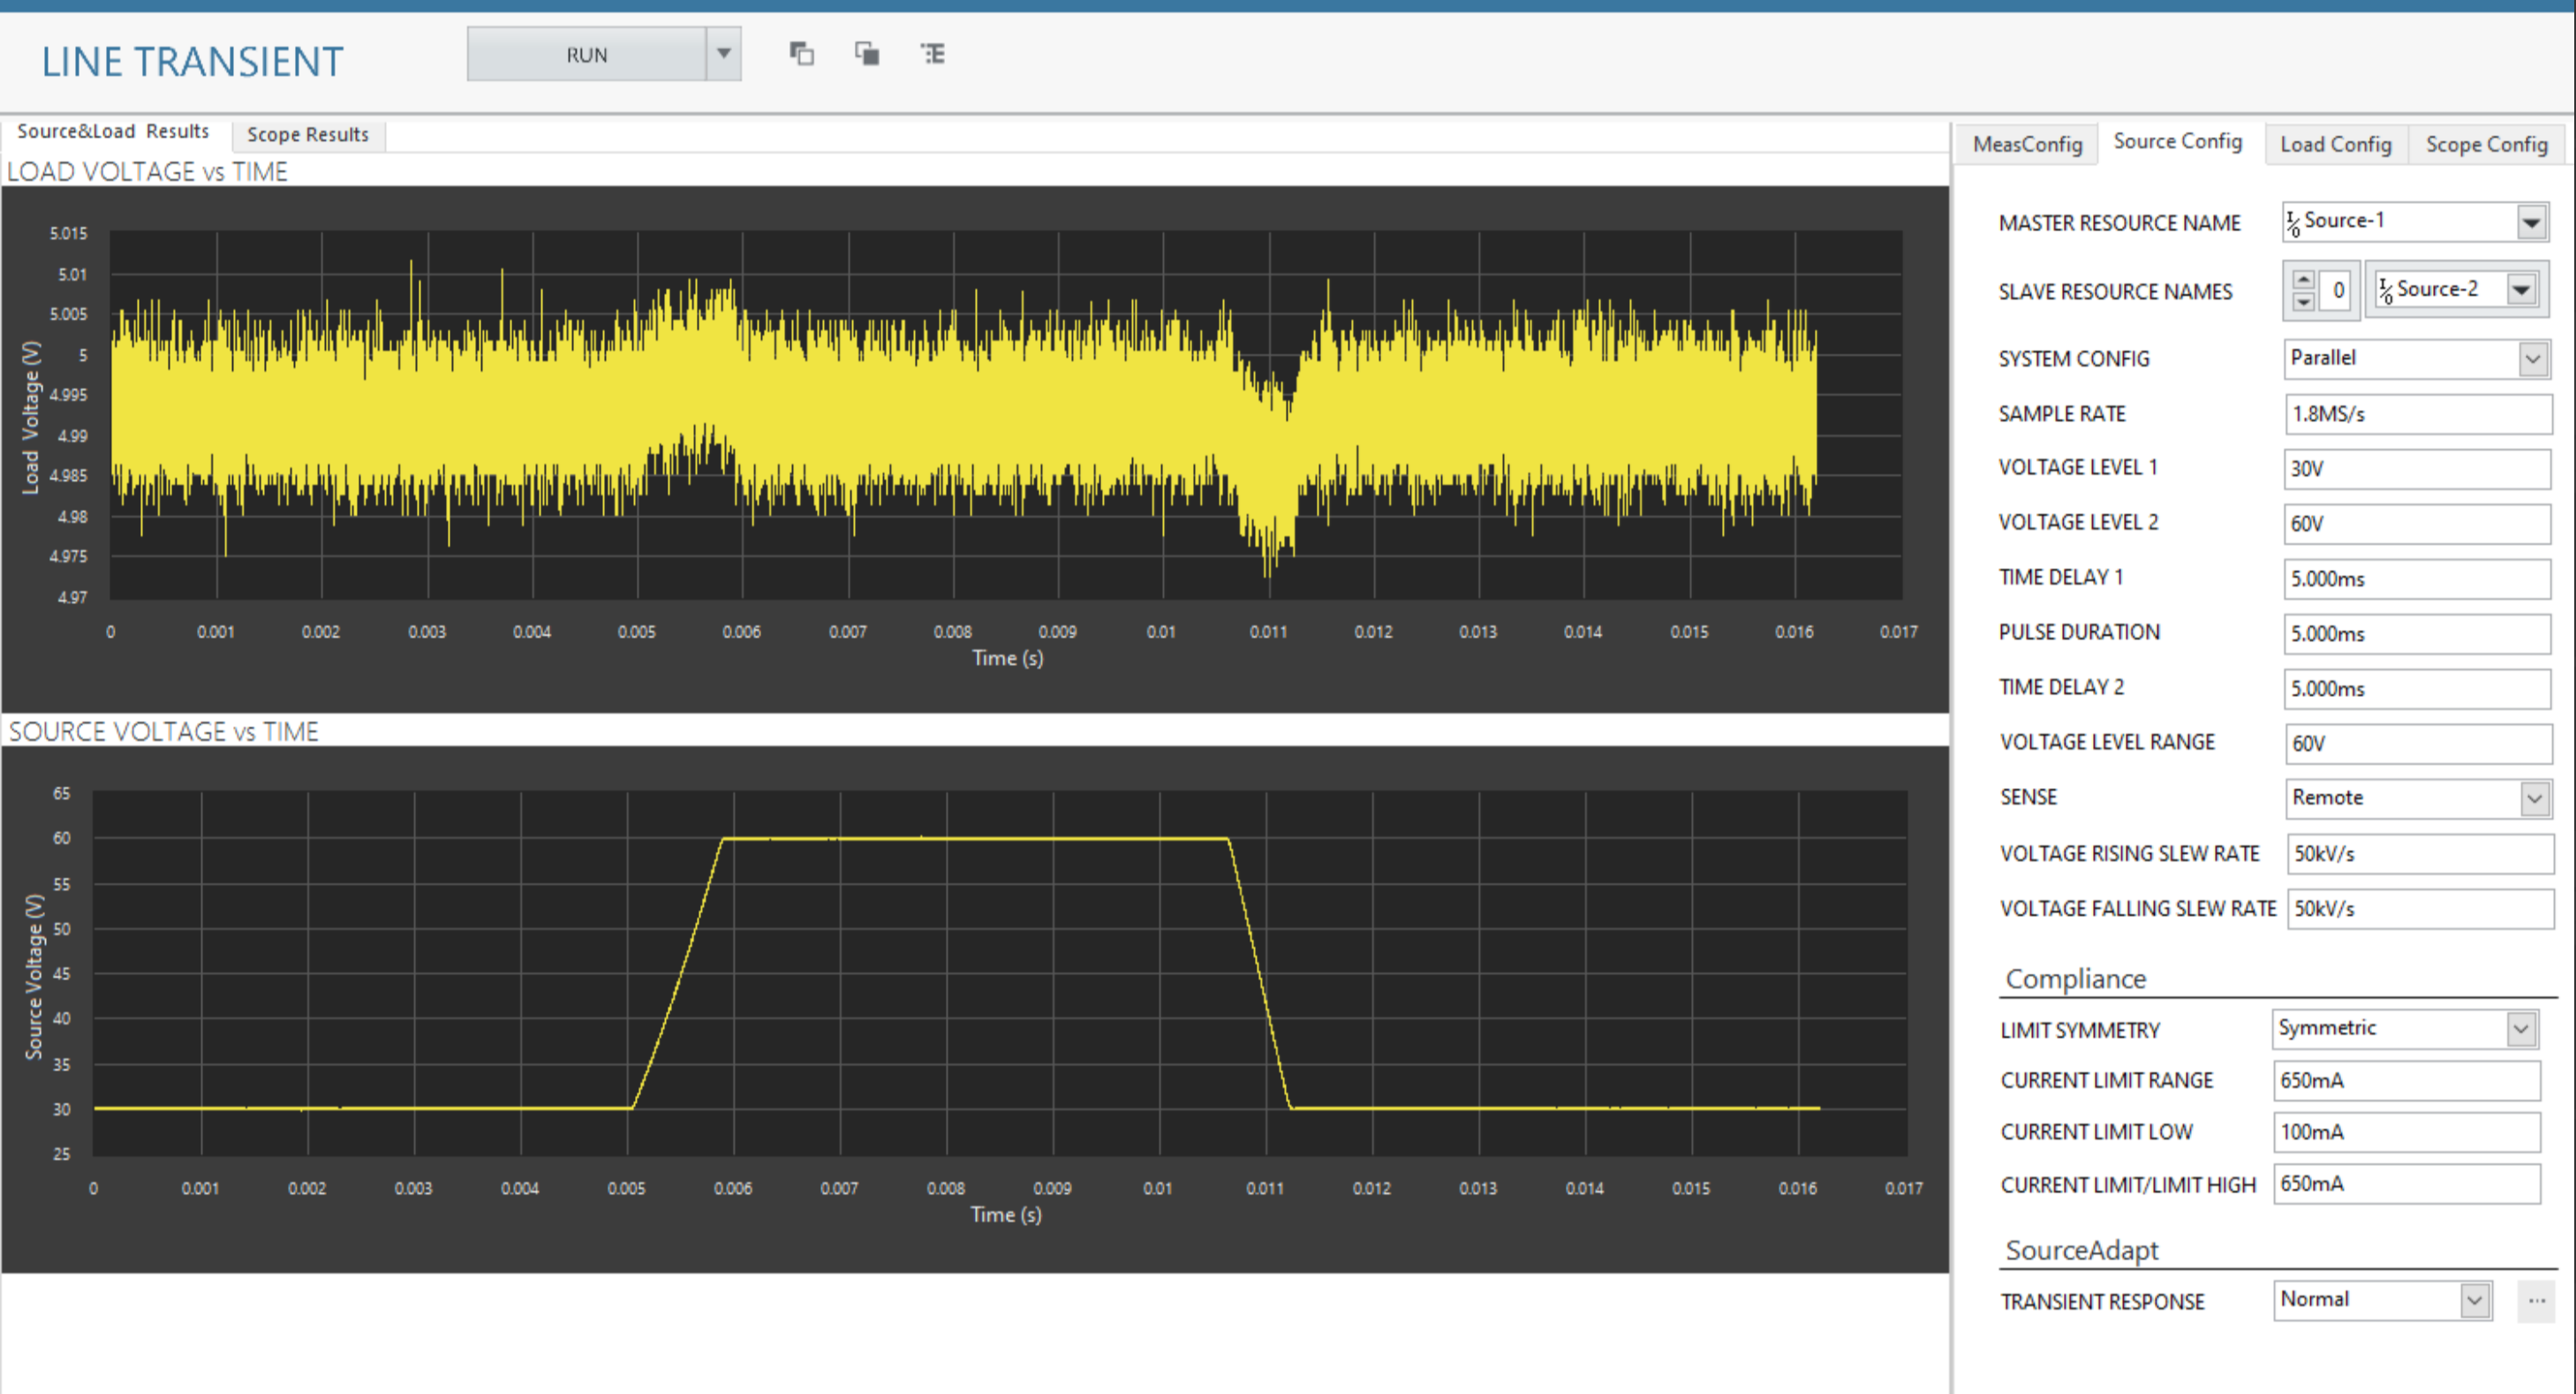 LINE TRANSIENT
RUN
Source&Load Results
Scope Results
LOAD VOLTAGE vs TIME
5.015
5.01
5.005
5
4.995
4.99
4.985
4.98
4.975
4.97
Load Voltage (V)
0 0.001 0.002 0.003 0.004 0.005 0.006 0.007 0.008 0.009 0.01 0.011 0.012 0.013 0.014 0.015 0.016 0.017
Time (s)
SOURCE VOLTAGE vs TIME
65
60
55
50
45
40
35
30
25
Source Voltage (V)
0 0.001 0.002 0.003 0.004 0.005 0.006 0.007 0.008 0.009 0.01 0.011 0.012 0.013 0.014 0.015 0.016 0.017
Time (s)
MeasConfig
Source Config
Load Config
Scope Config
MASTER RESOURCE NAME I/0 Source-1
SLAVE RESOURCE NAMES 0 I/0 Source-2
SYSTEM CONFIG Parallel
SAMPLE RATE 1.8MS/s
VOLTAGE LEVEL 1 30V
VOLTAGE LEVEL 2 60V
TIME DELAY 1 5.000ms
PULSE DURATION 5.000ms
TIME DELAY 2 5.000ms
VOLTAGE LEVEL RANGE 60V
SENSE Remote
VOLTAGE RISING SLEW RATE 50kV/s
VOLTAGE FALLING SLEW RATE 50kV/s
Compliance
LIMIT SYMMETRY Symmetric
CURRENT LIMIT RANGE 650mA
CURRENT LIMIT LOW 100mA
CURRENT LIMIT/LIMIT HIGH 650mA
SourceAdapt
TRANSIENT RESPONSE Normal ...